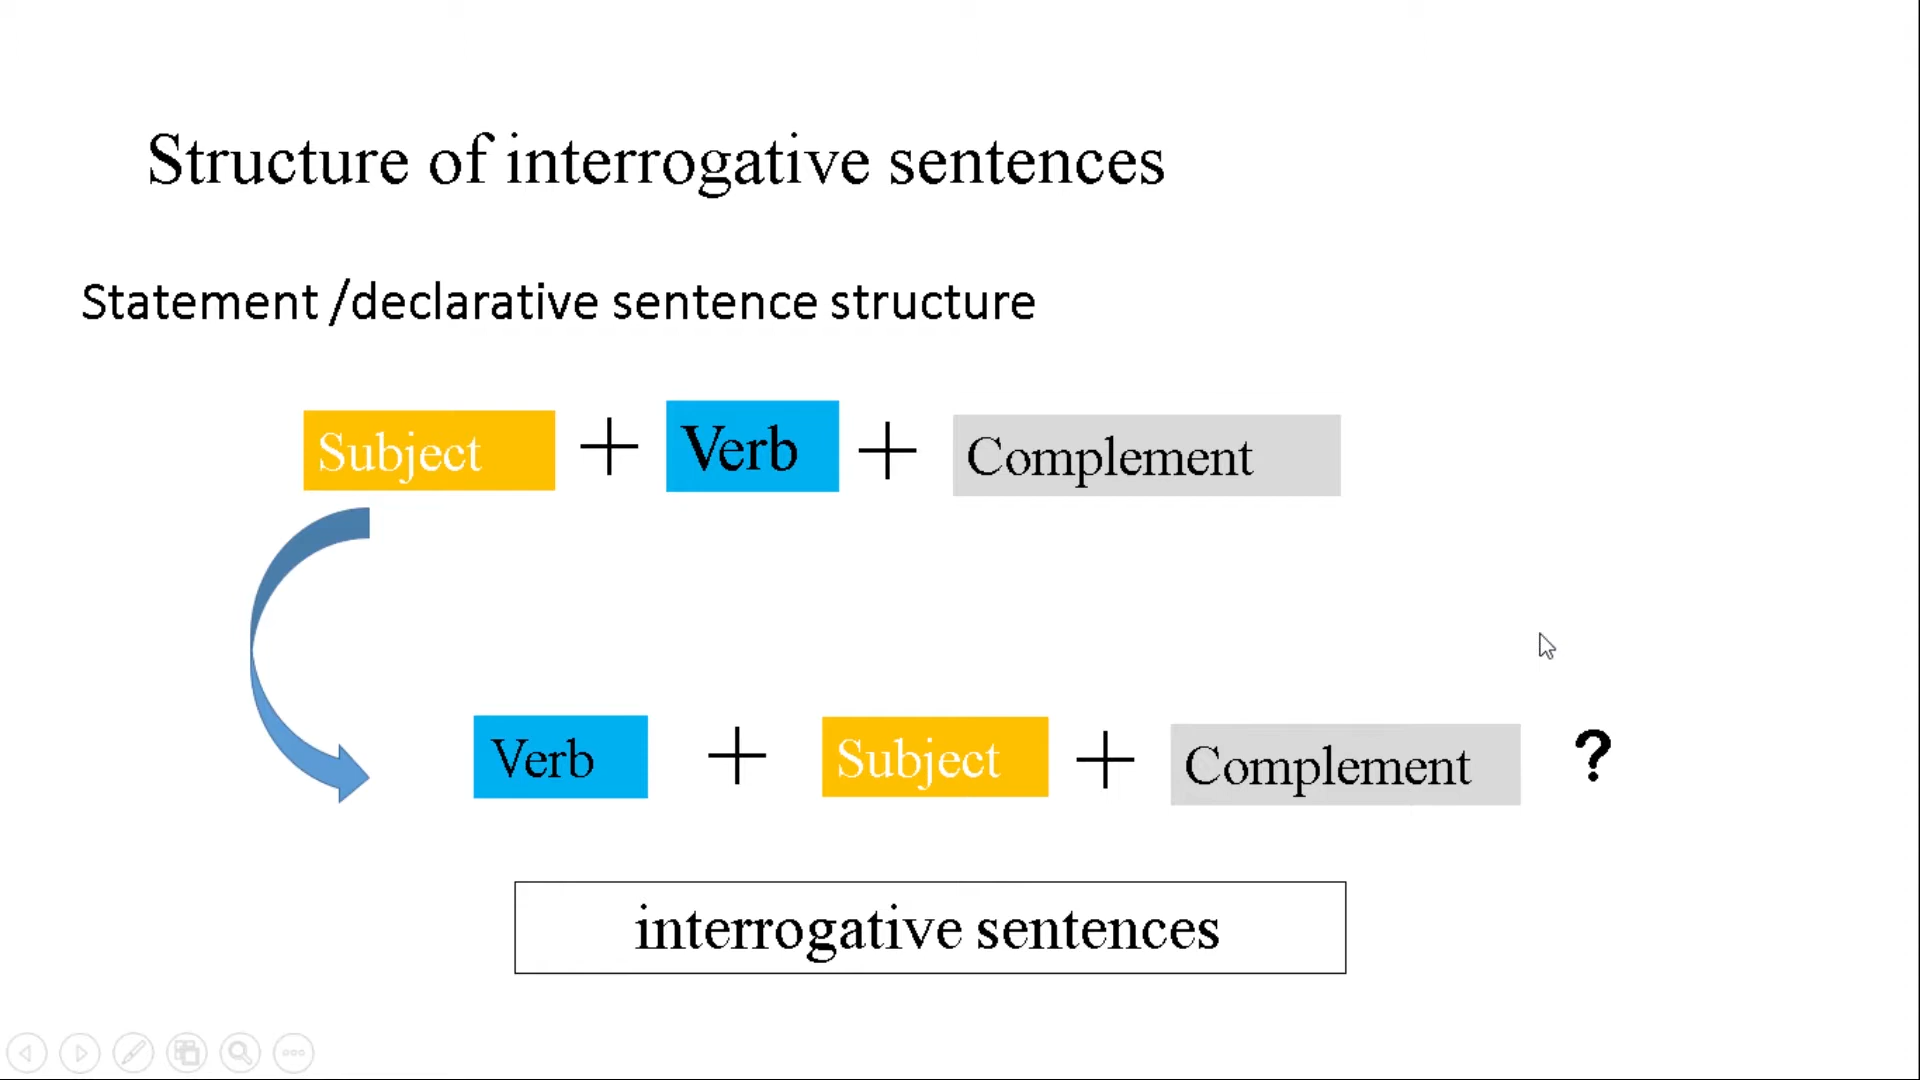 Structure of interrogative sentences
Statement /declarative sentence structure
Subject + Verb + Complement
Verb + Subject + Complement ?
interrogative sentences